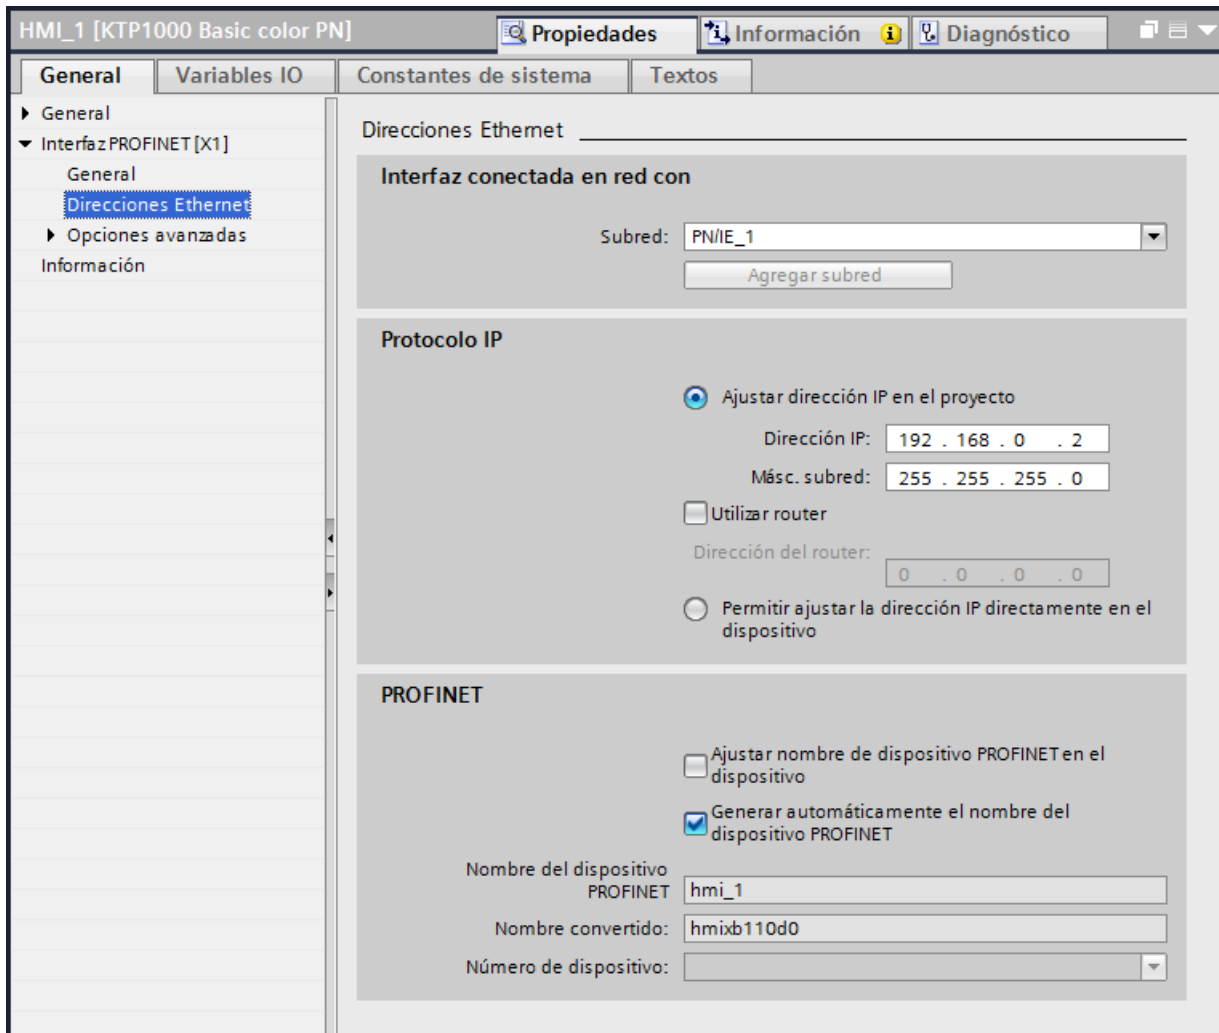 HMI_1 [KTP1000 Basic color PN]
Propiedades
Información
Diagnóstico
General
Variables IO
Constantes de sistema
Textos
General
Interfaz PROFINET [X1]
General
Direcciones Ethernet
Opciones avanzadas
Información
Direcciones Ethernet
Interfaz conectada en red con
Subred: PN/IE_1
Agregar subred
Protocolo IP
Ajustar dirección IP en el proyecto
Dirección IP: 192 . 168 . 0 . 2
Másc. subred: 255 . 255 . 255 . 0
Utilizar router
Dirección del router: 0 . 0 . 0 . 0
Permitir ajustar la dirección IP directamente en el
dispositivo
PROFINET
Ajustar nombre de dispositivo PROFINET en el
dispositivo
Generar automáticamente el nombre del
dispositivo PROFINET
Nombre del dispositivo
PROFINET hmi_1
Nombre convertido: hmixb110d0
Número de dispositivo: